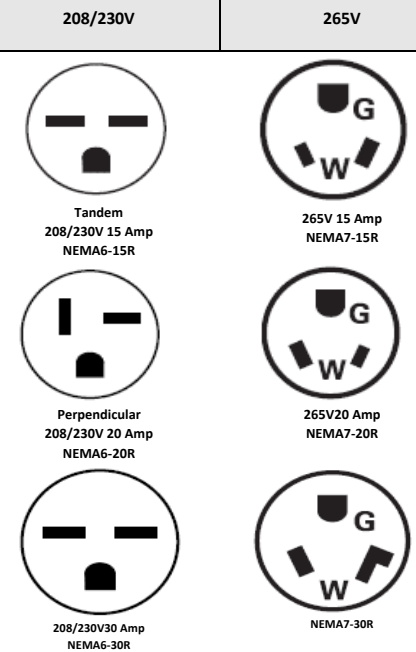 208/230V
265V
G
W
Tandem
208/230V 15 Amp
NEMA6-15R
265V 15 Amp
NEMA7-15R
G
W
Perpendicular
208/230V 20 Amp
NEMA6-20R
265V20 Amp
NEMA7-20R
G
W
208/230V30 Amp
NEMA6-30R
NEMA7-30R